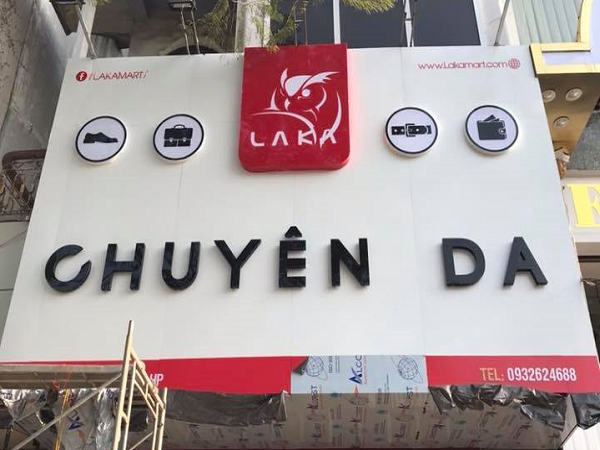 /LAKAMART/
www.Lakamart.com
LAKA
CHUYÊN DA
TEL: 0932624688